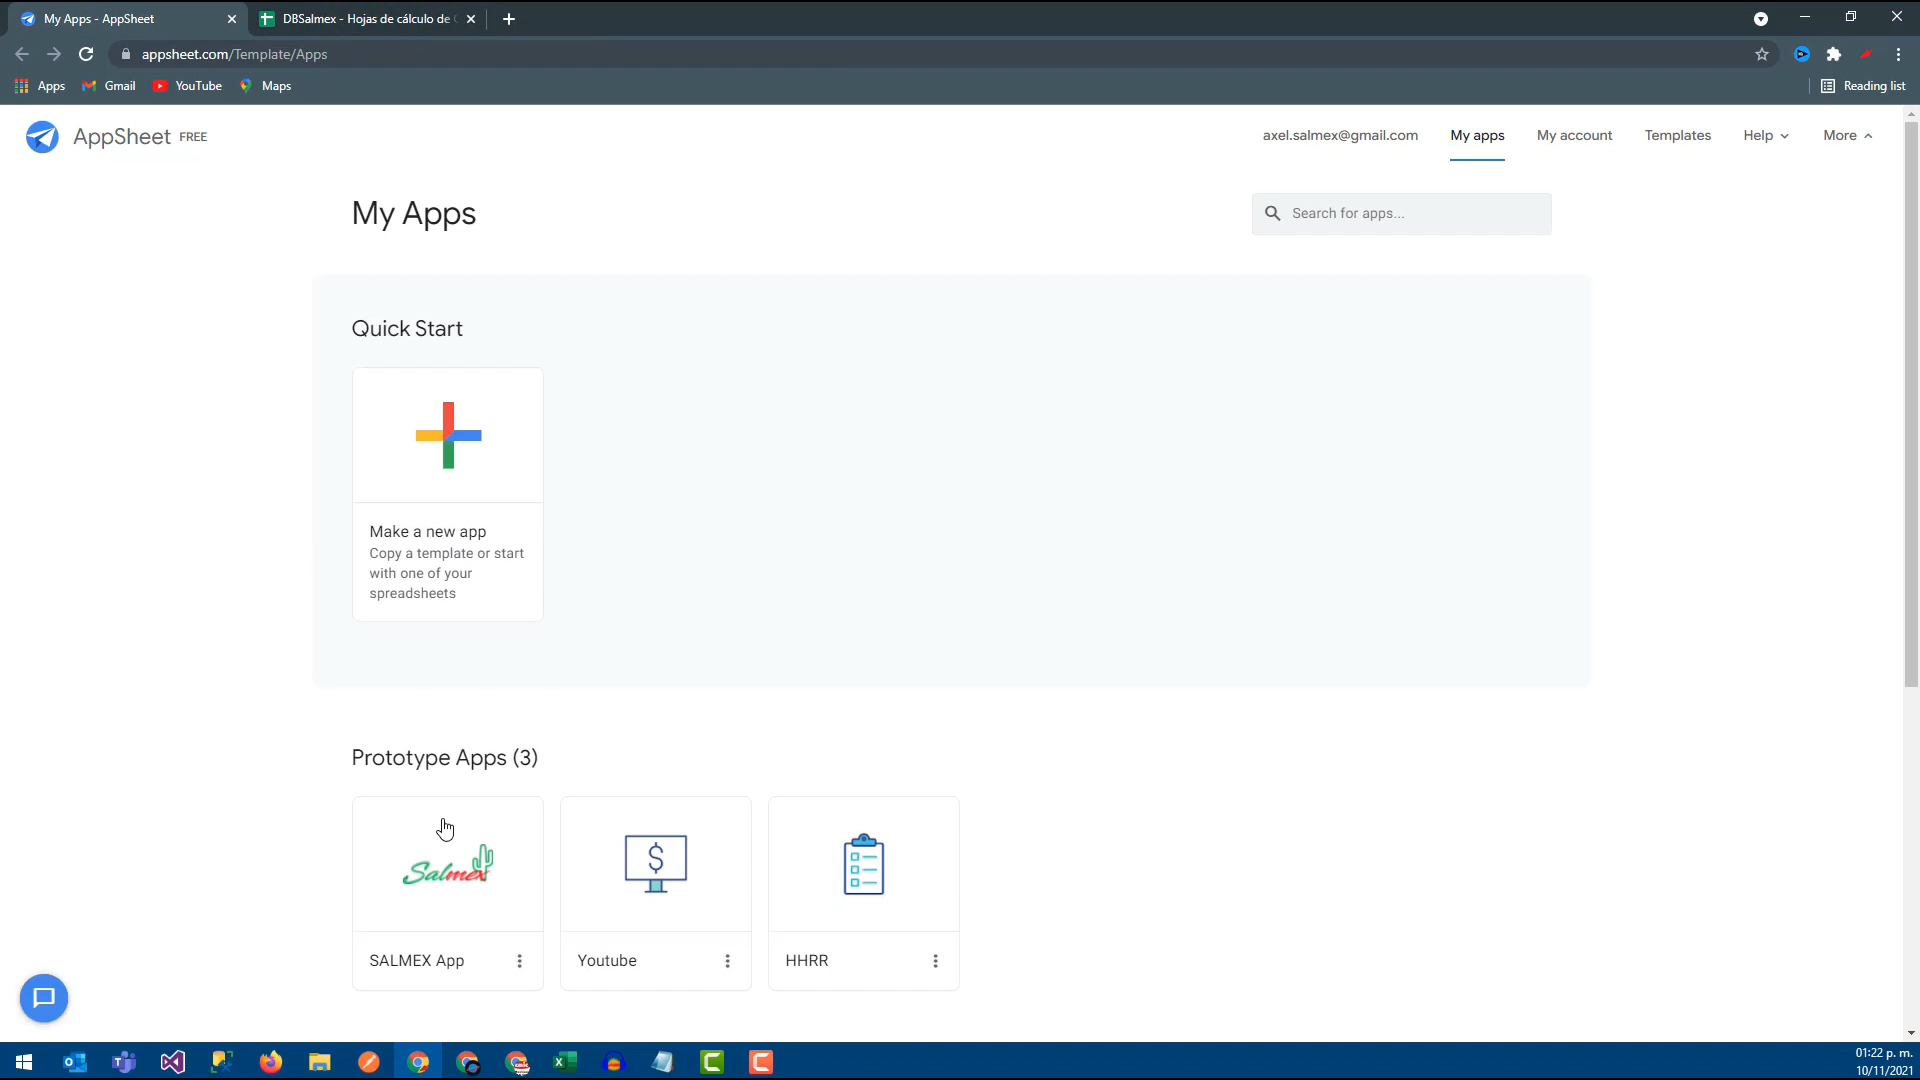 My Apps - AppSheet
DBSalmex - Hojas de cálculo de
appsheet.com/Template/Apps
Apps
Gmail
YouTube
Maps
Reading list
AppSheet FREE
axel.salmex@gmail.com
My apps
My account
Templates
Help
More
My Apps
Search for apps...
Quick Start
Make a new app
Copy a template or start
with one of your
spreadsheets
Prototype Apps (3)
Salmex
$
SALMEX App
Youtube
HHRR
01:22 p. m.
10/11/2021